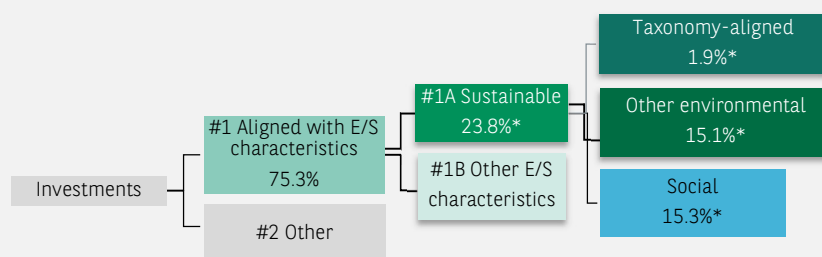 Investments
#1 Aligned with E/S
characteristics
75.3%
#2 Other
#1A Sustainable
23.8%*
#1B Other E/S
characteristics
Taxonomy-aligned
1.9%*
Other environmental
15.1%*
Social
15.3%*